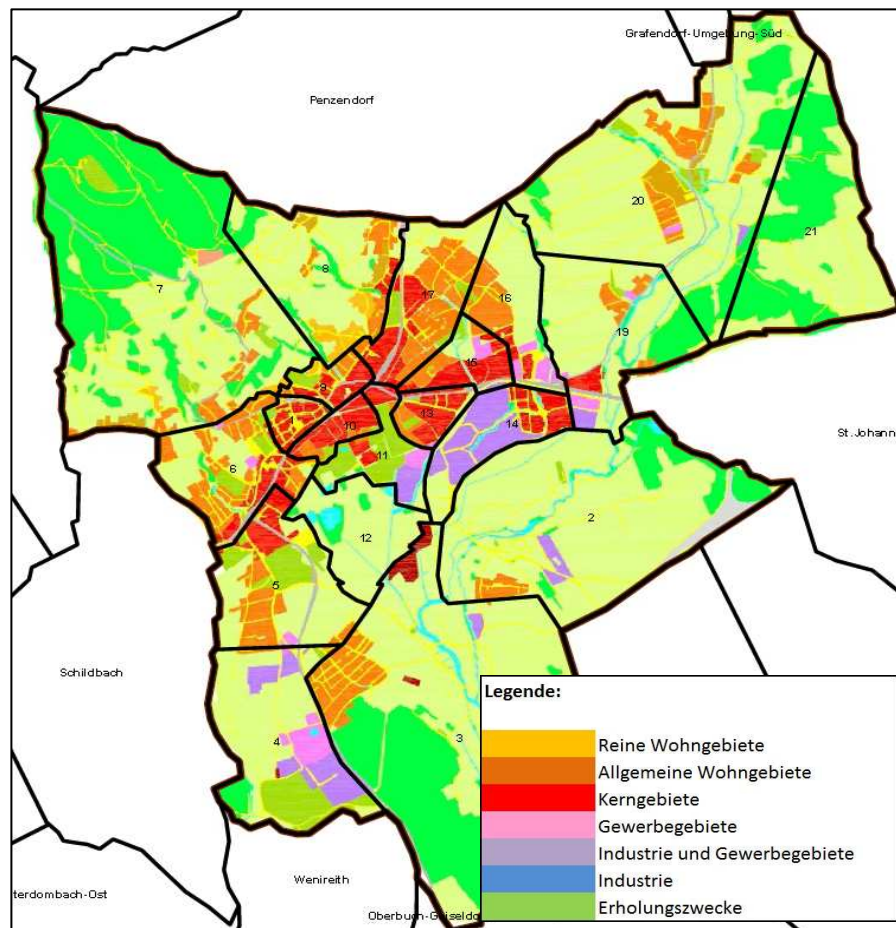 Grafendorf-Umgebung-Süd
Penzendorf
20
21
8
7
17
16
19
15
9
1
10
13
14
St.Johann
11
6
2
12
5
Schildbach
4
3
Legende:
Reine Wohngebiete
Allgemeine Wohngebiete
Kerngebiete
Gewerbegebiete
Industrie und Gewerbegebiete
Industrie
Erholungszwecke
Wenireith
terdombach-Ost
Oberbuch-Geiseldo